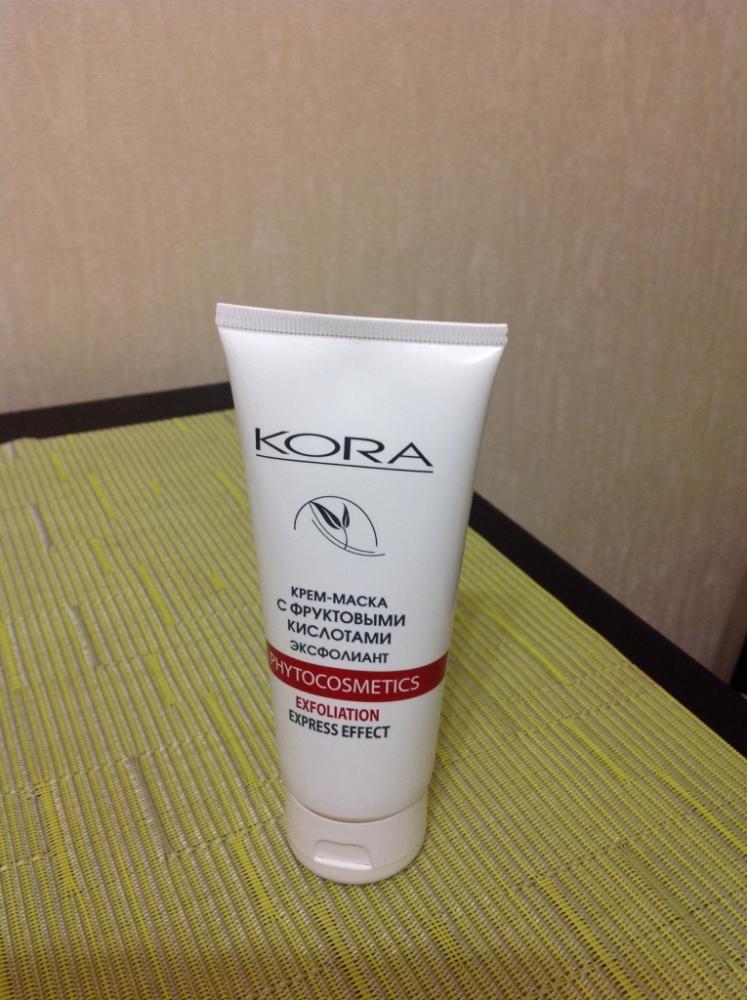 KORA
КРЕМ-МАСКА
С ФРУКТОВЫМИ
КИСЛОТАМИ
ЭКСФОЛИАНТ
PHYTOCOSMETICS
EXFOLIATION
EXPRESS EFFECT